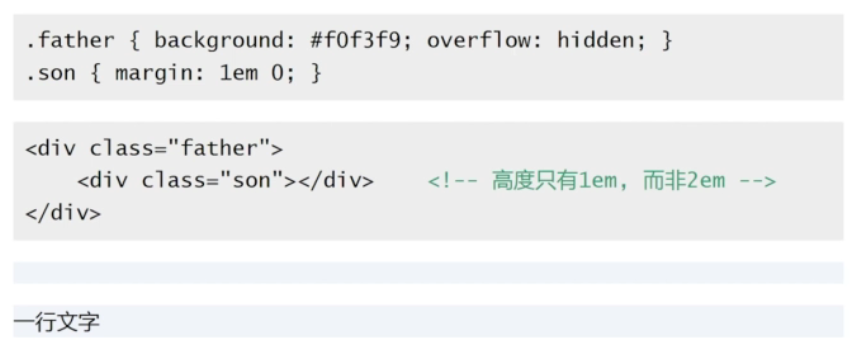 .father { background: #f0f3f9; overflow: hidden; }
.son { margin: 1em 0; }
<div class="father">
    <div class="son"></div>    <!-- 高度只有1em, 而非2em -->
</div>
一行文字